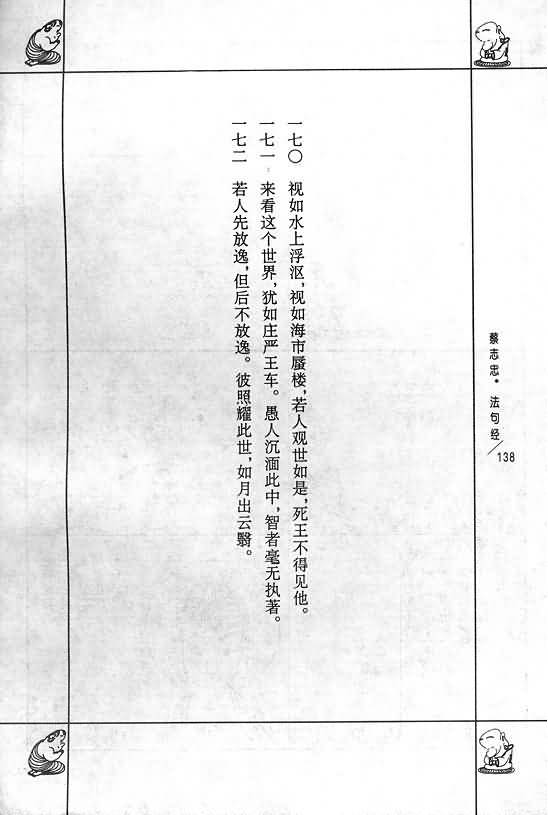 一七〇 视如水上浮沤，视如海市蜃楼，若人观世如是，死王不得见他。
一七一 来看这个世界，犹如庄严王车。愚人沉湎此中，智者毫无执著。
一七二 若人先放逸，但后不放逸。彼照耀此世，如月出云翳。
蔡志忠•法句经/138